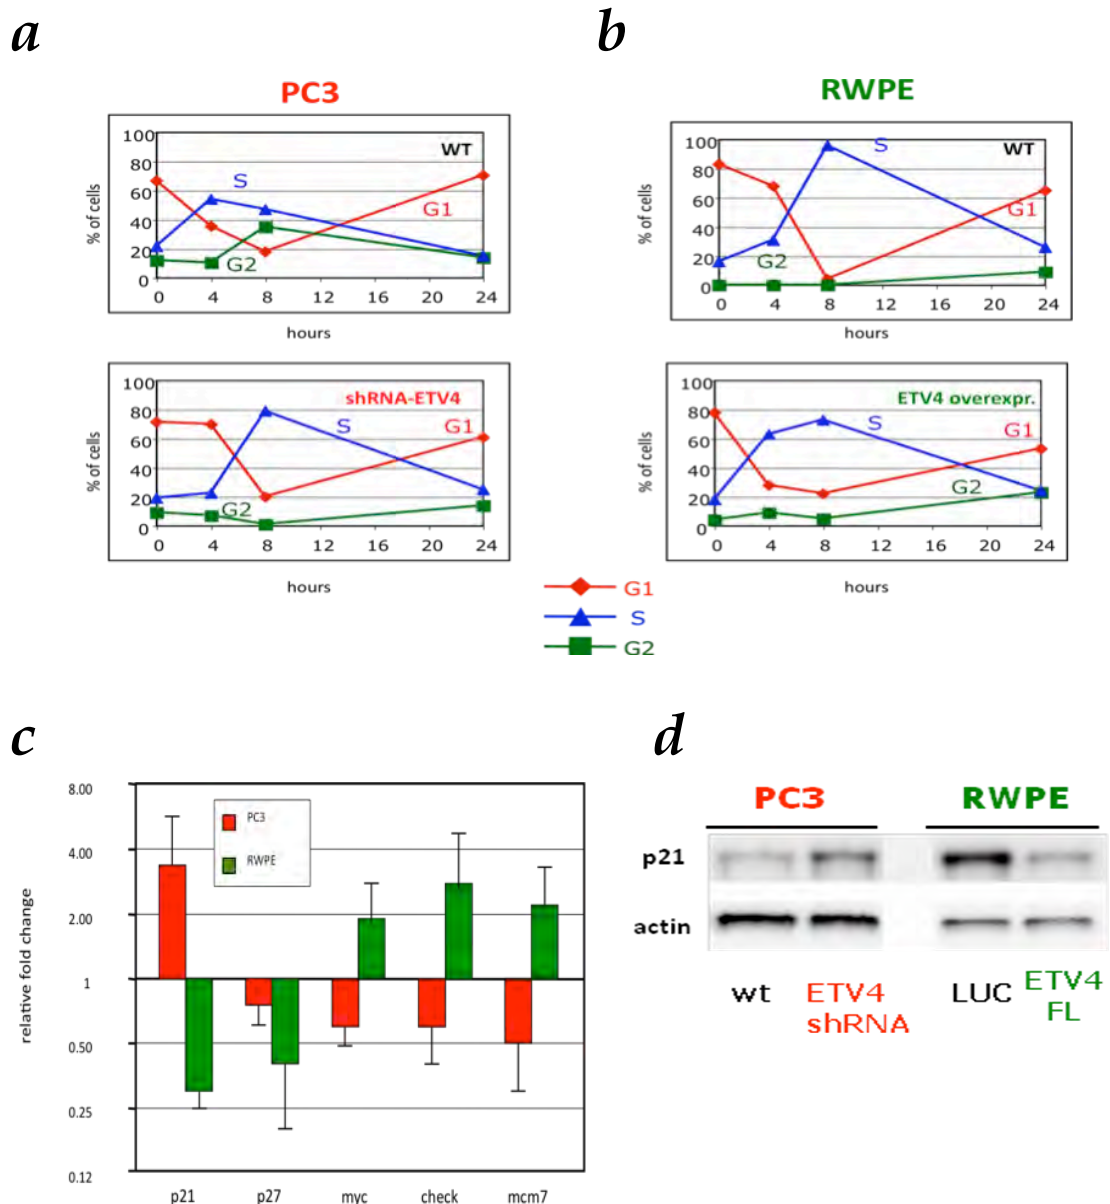 a
b
PC3
RWPE
100
80
60
40
20
0
% of cells
WT
S
G1
G2
0 4 8 12 16 20 24
hours
100
80
60
40
20
0
% of cells
WT
S
G1
G2
0 4 8 12 16 20 24
hours
100
80
60
40
20
0
% of cells
shRNA-ETV4
S
G1
G2
0 4 8 12 16 20 24
hours
100
80
60
40
20
0
% of cells
ETV4 overexpr.
S
G1
G2
0 4 8 12 16 20 24
hours
G1
S
G2
c
8.00
4.00
2.00
1
0.50
0.25
0.12
relative fold change
PC3
RWPE
p21 p27 myc check mcm7
d
PC3 RWPE
p21
actin
wt ETV4 LUC ETV4
shRNA FL